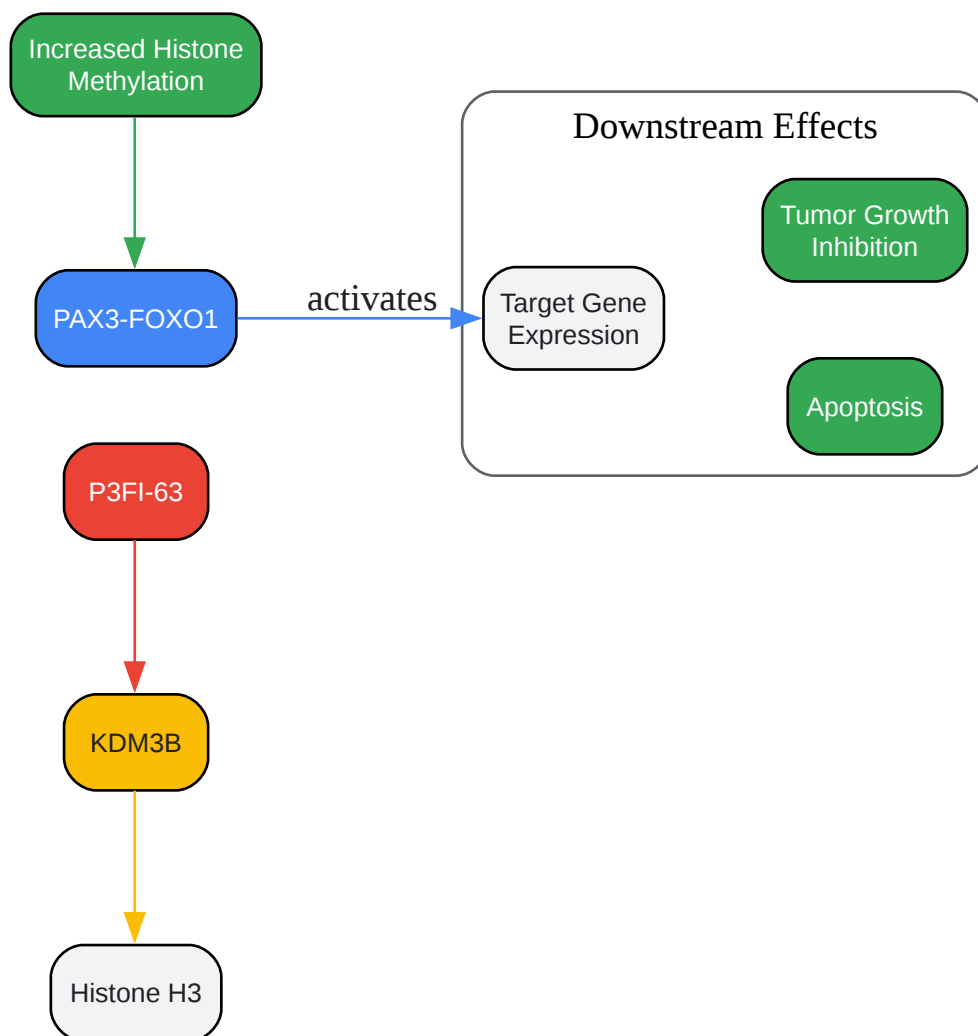 Increased Histone
Methylation
Downstream Effects
Tumor Growth
Inhibition
PAX3-FOXO1
activates
Target Gene
Expression
Apoptosis
P3FI-63
KDM3B
Histone H3